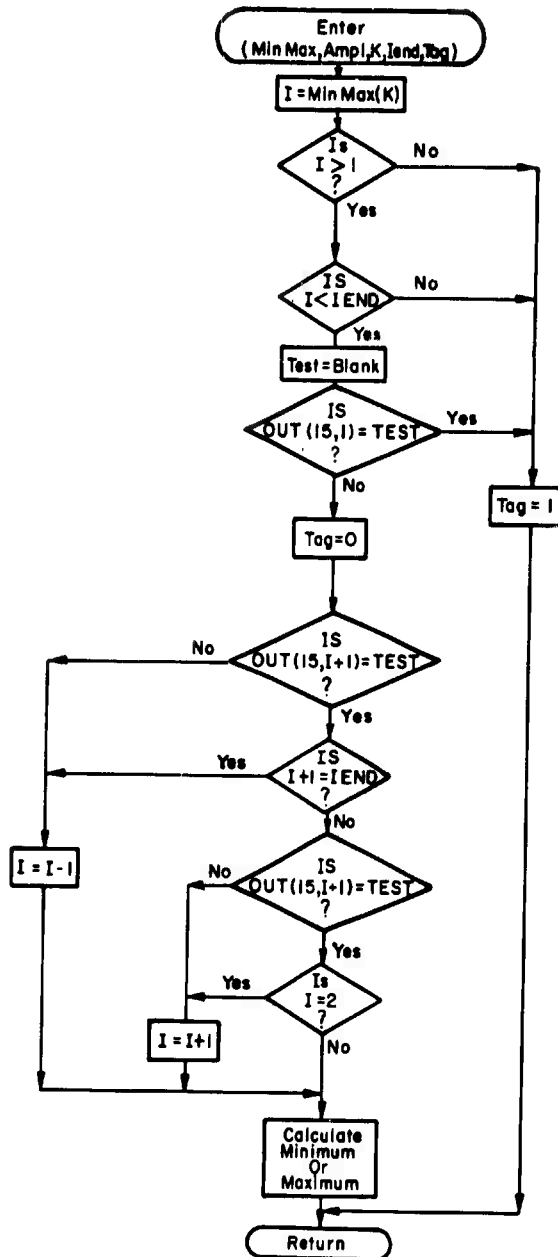 Enter
(Min Max, Ampl, K, Iend, Tag)
I = Min Max(K)
Is
I > 1
?
No
Yes
IS
I < I END
No
Yes
Test = Blank
IS
OUT (15,1) = TEST
?
Yes
No
Tag = 1
Tag=0
IS
OUT(15,I+1)=TEST
?
No
Yes
IS
I+1=IEND
?
Yes
No
I = I-1
IS
OUT(15,I+1)=TEST
?
No
Yes
Is
I=2
?
Yes
No
I = I+1
Calculate
Minimum
Or
Maximum
Return